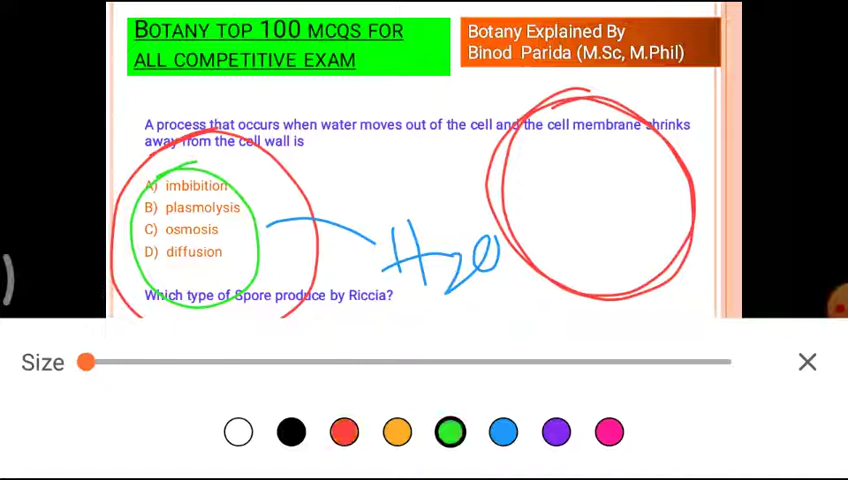 BOTANY TOP 100 MCQS FOR
ALL COMPETITIVE EXAM
Botany Explained By
Binod Parida (M.Sc, M.Phil)
A process that occurs when water moves out of the cell and the cell membrane shrinks
away from the cell wall is
A) imbibition
B) plasmolysis
C) osmosis
D) diffusion
H2O
Which type of Spore produce by Riccia?
Size